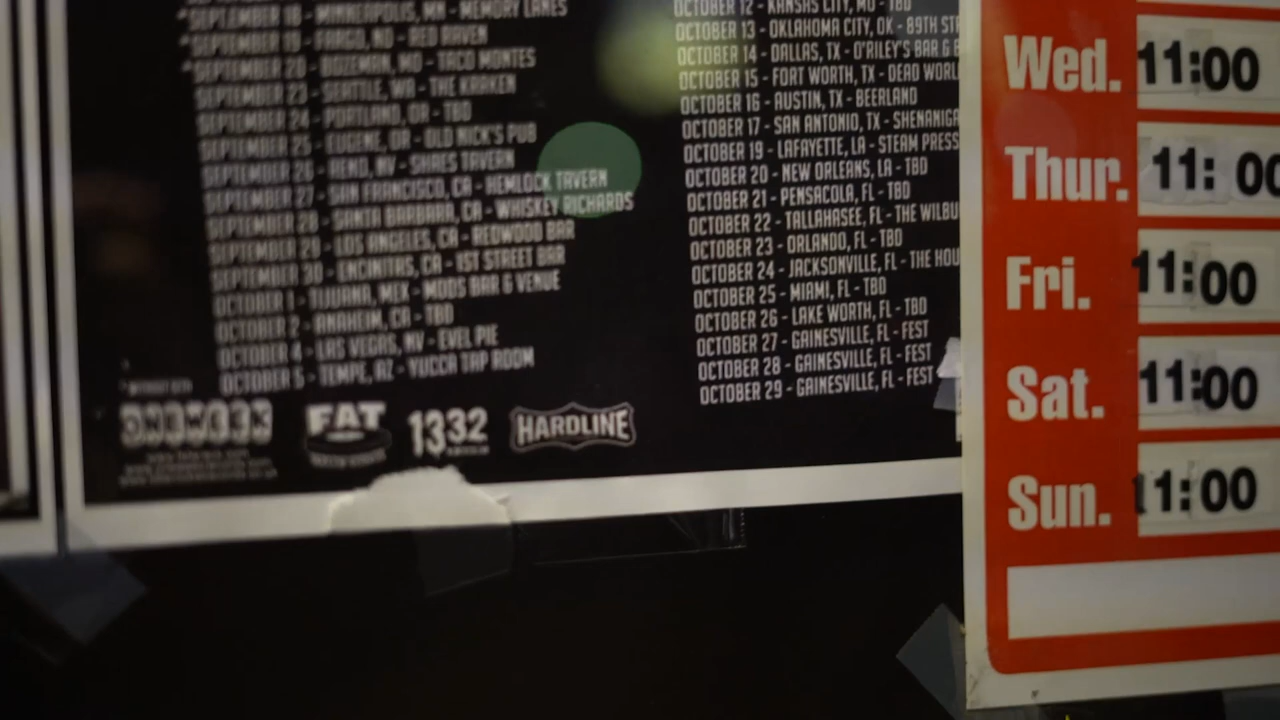 SEPTEMBER 18 - MINNEAPOLIS, MN - MEMORY LANES
SEPTEMBER 19 - FARGO, ND - RED RAVEN
SEPTEMBER 20 - BOZEMAN, MO - TACO MONTES
SEPTEMBER 23 - SEATTLE, WA - THE KRAKEN
SEPTEMBER 24 - PORTLAND, OR - TBD
SEPTEMBER 25 - EUGENE, OR - OLD NICK'S PUB
SEPTEMBER 26 - RENO, NV - SHAES TAVERN
SEPTEMBER 27 - SAN FRANCISCO, CA - HEMLOCK TAVERN
SEPTEMBER 28 - SANTA BARBARA, CA - WHISKEY RICHARDS
SEPTEMBER 29 - LOS ANGELES, CA - REDWOOD BAR
SEPTEMBER 30 - ENCINITAS, CA - 1ST STREET BAR
OCTOBER 1 - TIJUANA, MEX - MODS BAR & VENUE
OCTOBER 2 - ANAHEIM, CA - TBD
OCTOBER 4 - LAS VEGAS, NV - EVEL PIE
OCTOBER 5 - TEMPE, AZ - YUCCA TAP ROOM
FAT
1332
HARDLINE
OCTOBER 12 - KANSAS CITY, MO - TBD
OCTOBER 13 - OKLAHOMA CITY, OK - 89TH ST
OCTOBER 14 - DALLAS, TX - O'RILEY'S BAR &
OCTOBER 15 - FORT WORTH, TX - DEAD WORL
OCTOBER 16 - AUSTIN, TX - BEERLAND
OCTOBER 17 - SAN ANTONIO, TX - SHENANIGA
OCTOBER 19 - LAFAYETTE, LA - STEAM PRESS
OCTOBER 20 - NEW ORLEANS, LA - TBD
OCTOBER 21 - PENSACOLA, FL - TBD
OCTOBER 22 - TALLAHASEE, FL - THE WILBU
OCTOBER 23 - ORLANDO, FL - TBD
OCTOBER 24 - JACKSONVILLE, FL - THE HOU
OCTOBER 25 - MIAMI, FL - TBD
OCTOBER 26 - LAKE WORTH, FL - TBD
OCTOBER 27 - GAINESVILLE, FL - FEST
OCTOBER 28 - GAINESVILLE, FL - FEST
OCTOBER 29 - GAINESVILLE, FL - FEST
Wed. 11:00
Thur. 11: 00
Fri. 11:00
Sat. 11:00
Sun. 11:00